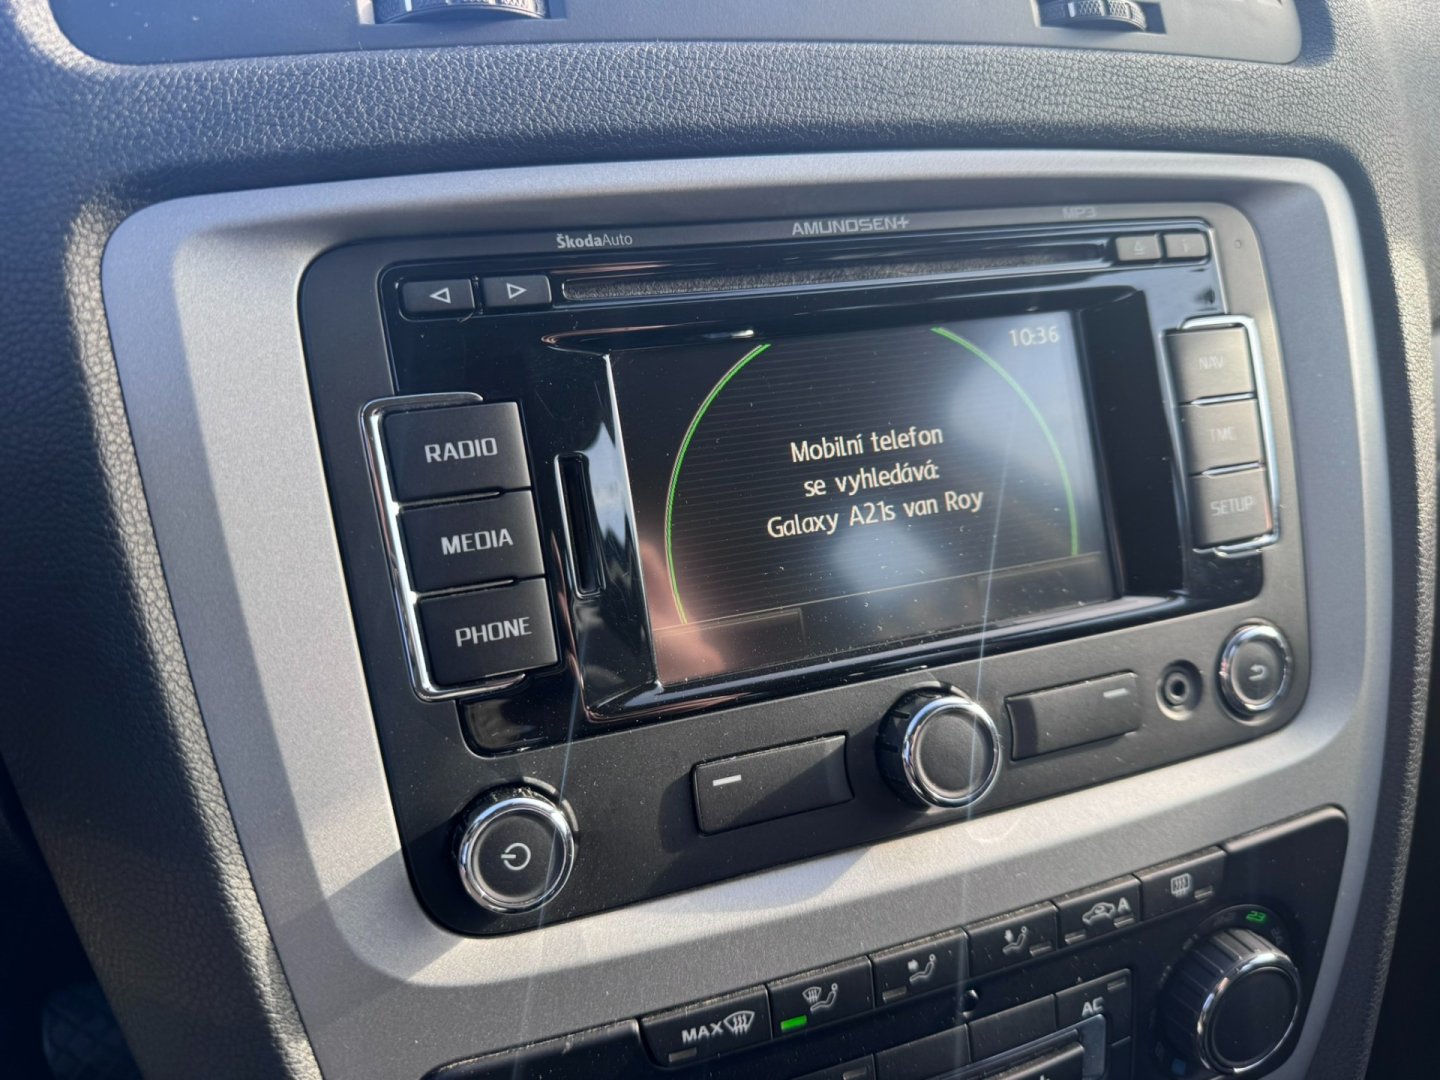 ŠkodaAuto
AMUNDSEN+
MP3
10:36
Mobilní telefon
se vyhledává:
Galaxy A21s van Roy
RADIO
MEDIA
PHONE
NAV
TMC
SETUP
23
A
AC
MAX